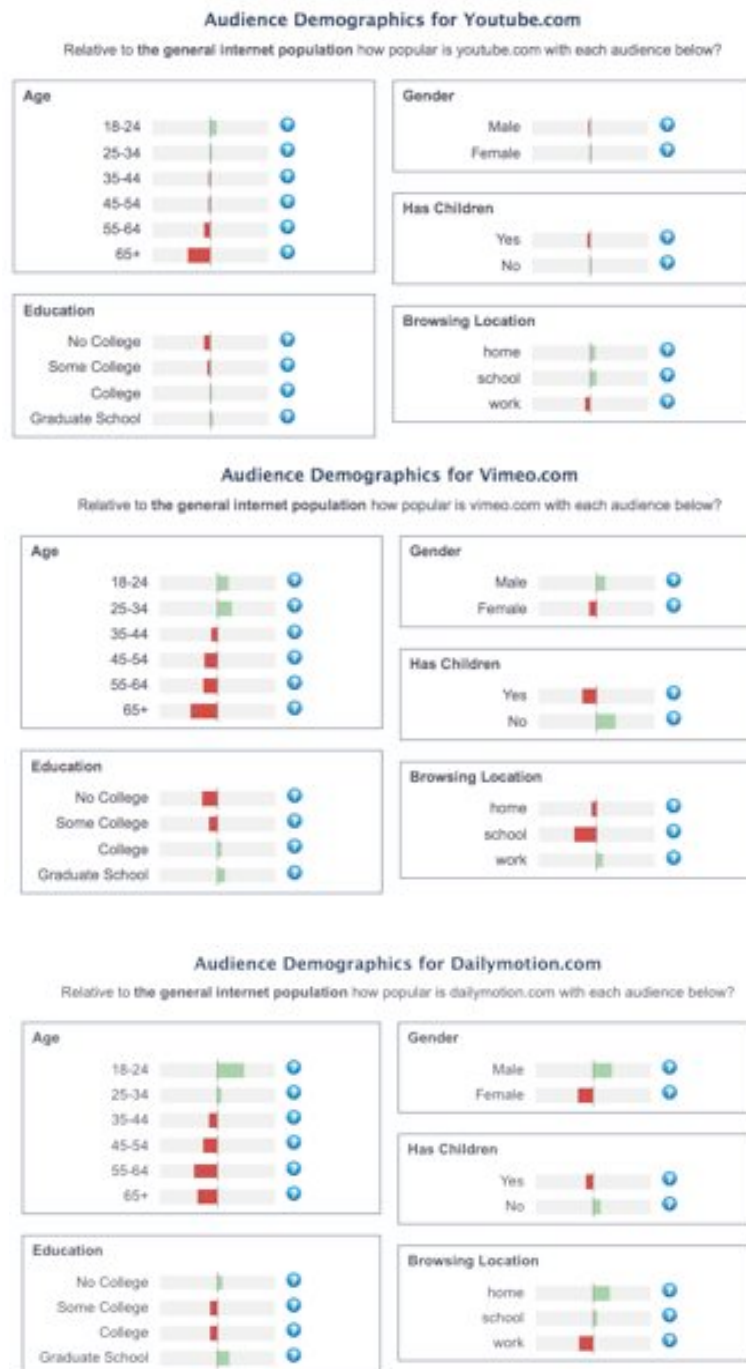 Audience Demographics for Youtube.com
Relative to the general internet population how popular is youtube.com with each audience below?
Age
18-24
25-34
35-44
45-54
55-64
65+
Gender
Male
Female
Has Children
Yes
No
Education
No College
Some College
College
Graduate School
Browsing Location
home
school
work
Audience Demographics for Vimeo.com
Relative to the general internet population how popular is vimeo.com with each audience below?
Age
18-24
25-34
35-44
45-54
55-64
65+
Gender
Male
Female
Has Children
Yes
No
Education
No College
Some College
College
Graduate School
Browsing Location
home
school
work
Audience Demographics for Dailymotion.com
Relative to the general internet population how popular is dailymotion.com with each audience below?
Age
18-24
25-34
35-44
45-54
55-64
65+
Gender
Male
Female
Has Children
Yes
No
Education
No College
Some College
College
Graduate School
Browsing Location
home
school
work